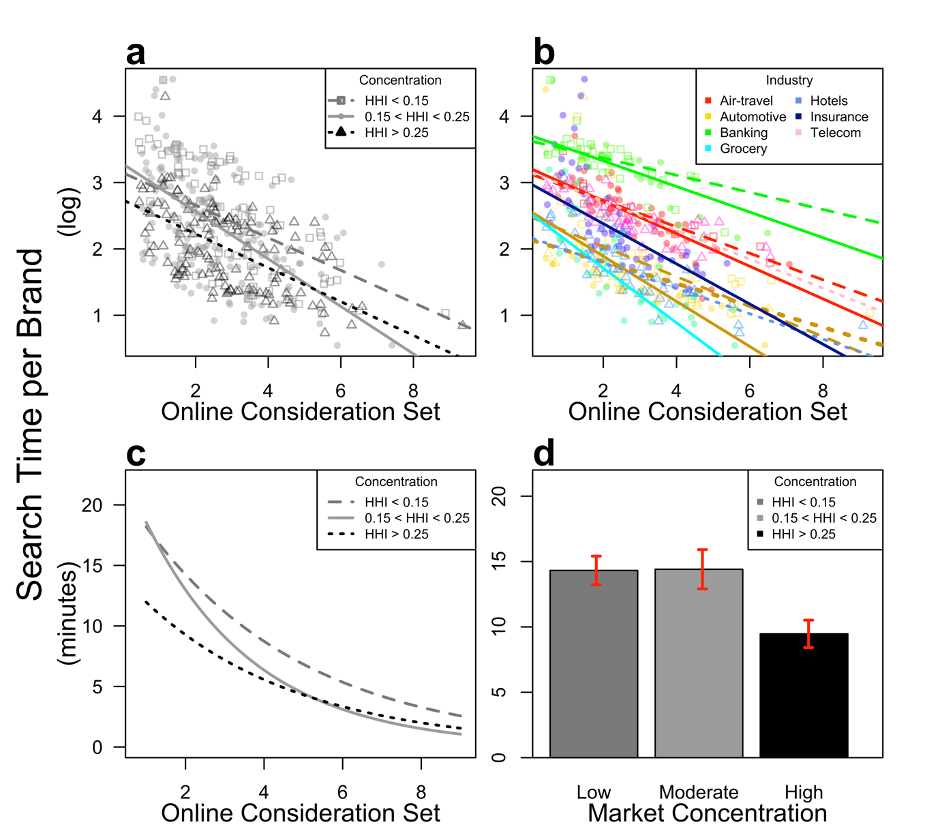 a
Concentration
HHI < 0.15
0.15 < HHI < 0.25
HHI > 0.25
4
3
2
1
2 4 6 8
Online Consideration Set
(log)
b
Industry
Air-travel Hotels
Automotive Insurance
Banking Telecom
Grocery
4
3
2
1
2 4 6 8
Online Consideration Set
Search Time per Brand
c
Concentration
HHI < 0.15
0.15 < HHI < 0.25
HHI > 0.25
20
15
10
5
0
2 4 6 8
Online Consideration Set
(minutes)
d
Concentration
HHI < 0.15
0.15 < HHI < 0.25
HHI > 0.25
20
15
10
5
0
Low Moderate High
Market Concentration